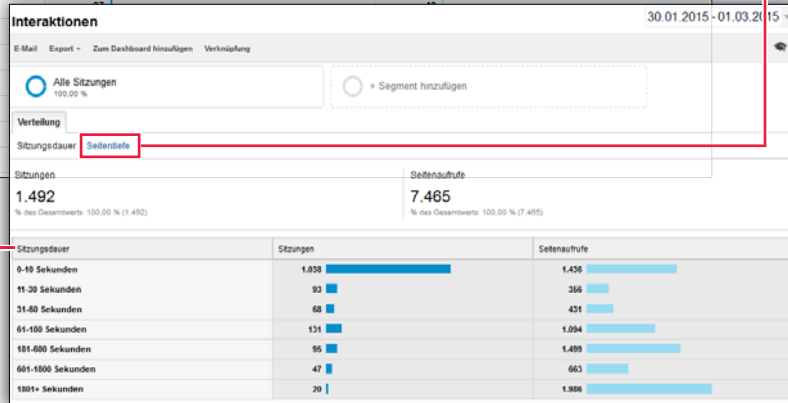 Interaktionen
30.01.2015 - 01.03.2015
E-Mail Export Zum Dashboard hinzufügen Verknüpfung
Alle Sitzungen
100,00 %
+ Segment hinzufügen
Verteilung
Sitzungsdauer Seitentiefe
Sitzungen Seitenaufrufe
1.492 7.465
% des Gesamtwerts: 100,00 % (1.492) % des Gesamtwerts: 100,00 % (7.465)
Sitzungsdauer Sitzungen Seitenaufrufe
0-10 Sekunden 1.038 1.436
11-30 Sekunden 93 356
31-60 Sekunden 68 431
61-180 Sekunden 131 1.094
181-600 Sekunden 95 1.499
601-1800 Sekunden 47 663
1801+ Sekunden 20 1.986